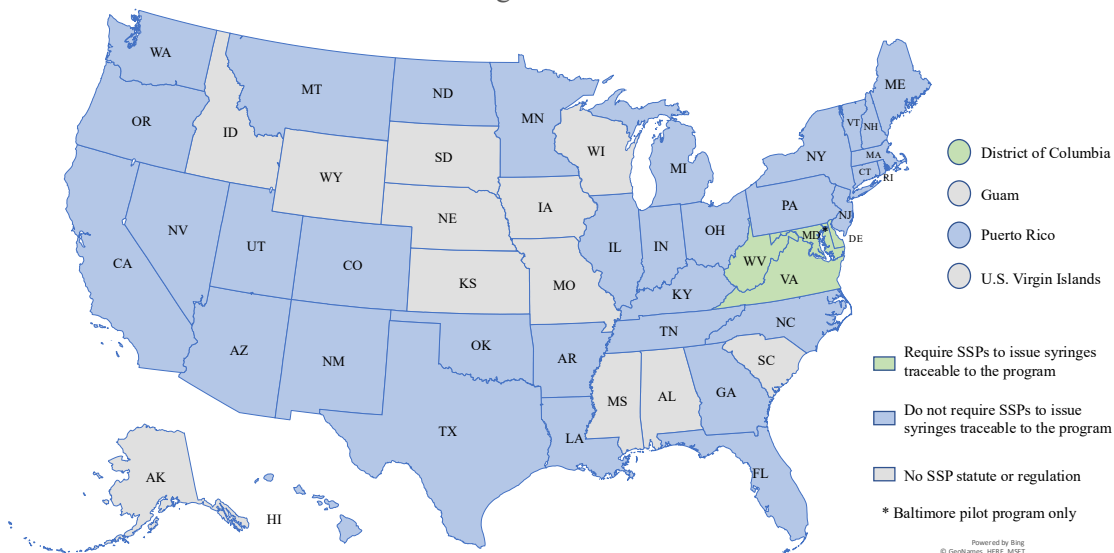 WA
MT
ND
MN
ME
OR
ID
SD
WI
VT
NH
NY
MA
MI
CT
RI
WY
IA
PA
NE
NJ
OH
NV
IL
IN
MD
DE
UT
CA
CO
WV
VA
KS
MO
KY
NC
TN
AZ
NM
OK
AR
SC
MS
AL
GA
TX
LA
FL
AK
HI
District of Columbia
Guam
Puerto Rico
U.S. Virgin Islands
Require SSPs to issue syringes
traceable to the program
Do not require SSPs to issue
syringes traceable to the program
No SSP statute or regulation
* Baltimore pilot program only
Powered by Bing
© GeoNames, HERE, MSFT